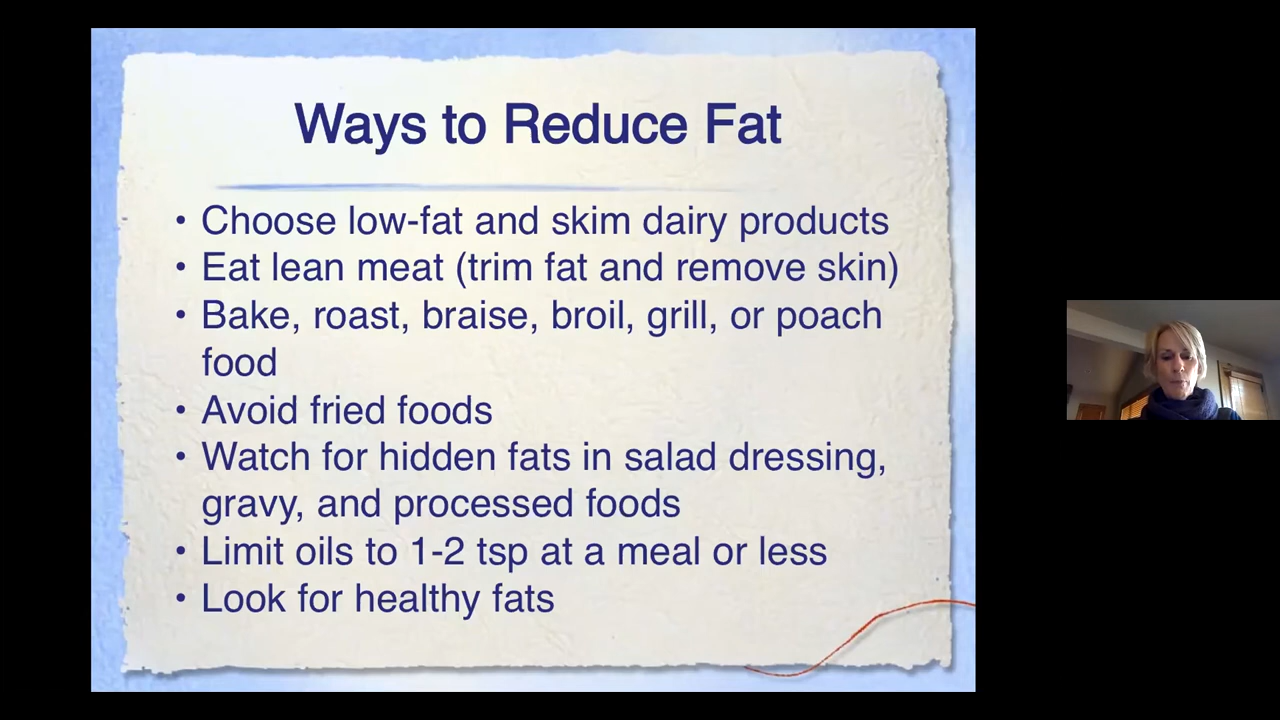 Ways to Reduce Fat
• Choose low-fat and skim dairy products
• Eat lean meat (trim fat and remove skin)
• Bake, roast, braise, broil, grill, or poach
food
• Avoid fried foods
• Watch for hidden fats in salad dressing,
gravy, and processed foods
• Limit oils to 1-2 tsp at a meal or less
• Look for healthy fats